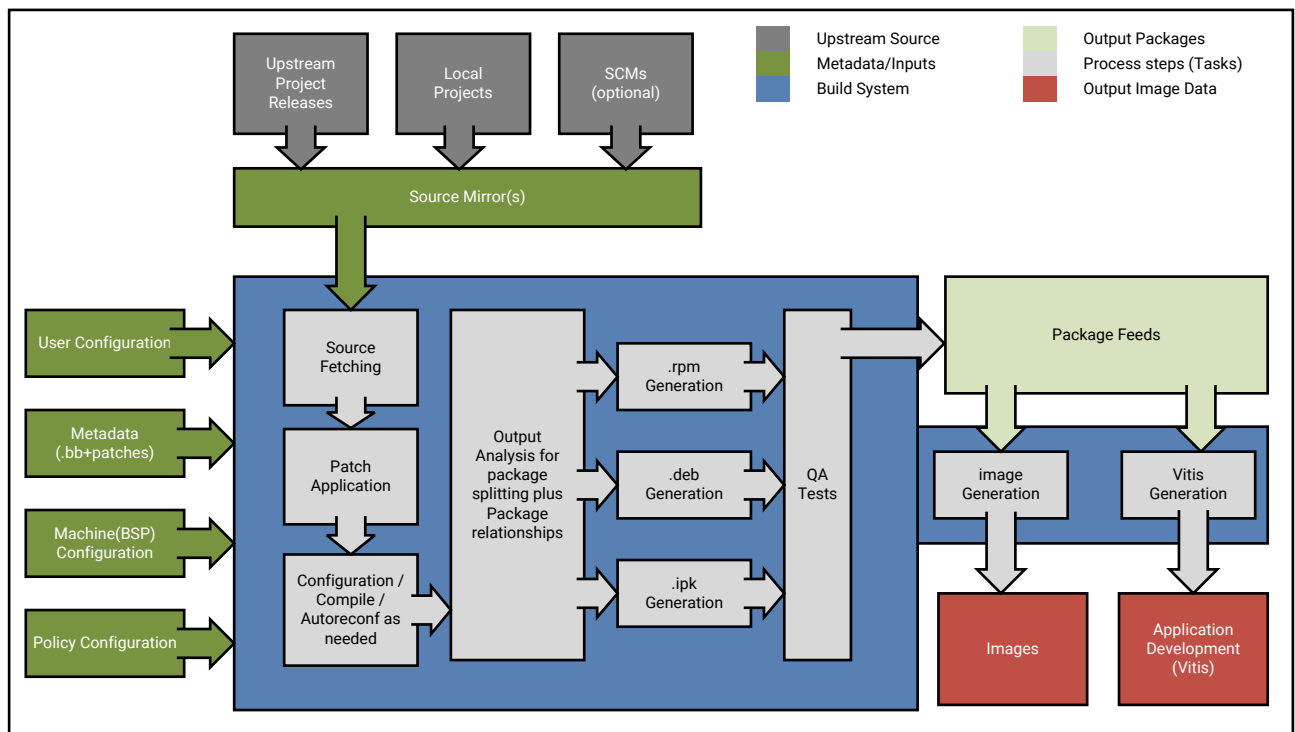 Upstream
Project
Releases
Local
Projects
SCMs
(optional)
Upstream Source
Metadata/Inputs
Build System
Output Packages
Process steps (Tasks)
Output Image Data
Source Mirror(s)
User Configuration
Metadata
(.bb+patches)
Machine(BSP)
Configuration
Policy Configuration
Source
Fetching
Patch
Application
Configuration /
Compile /
Autoreconf as
needed
Output
Analysis for
package
splitting plus
Package
relationships
.rpm
Generation
.deb
Generation
.ipk
Generation
QA
Tests
Package Feeds
image
Generation
Vitis
Generation
Images
Application
Development
(Vitis)